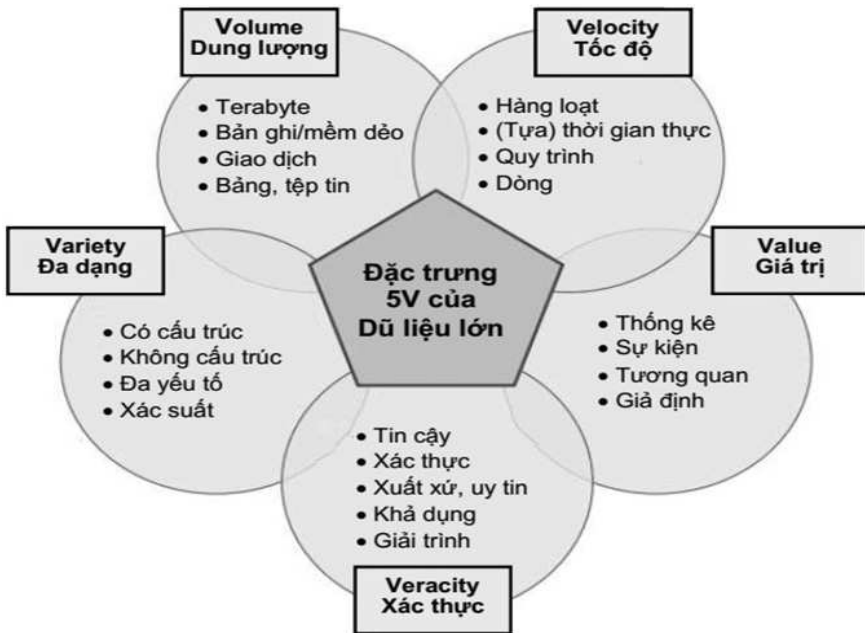 Volume
Dung lượng
• Terabyte
• Bản ghi/mềm dẻo
• Giao dịch
• Bảng, tệp tin
Velocity
Tốc độ
• Hàng loạt
• (Tựa) thời gian thực
• Quy trình
• Dòng
Variety
Đa dạng
• Có cấu trúc
• Không cấu trúc
• Đa yếu tố
• Xác suất
Đặc trưng
5V của
Dũ liệu lớn
Value
Giá trị
• Thống kê
• Sự kiện
• Tương quan
• Giả định
• Tin cậy
• Xác thực
• Xuất xứ, uy tin
• Khả dụng
• Giải trình
Veracity
Xác thực